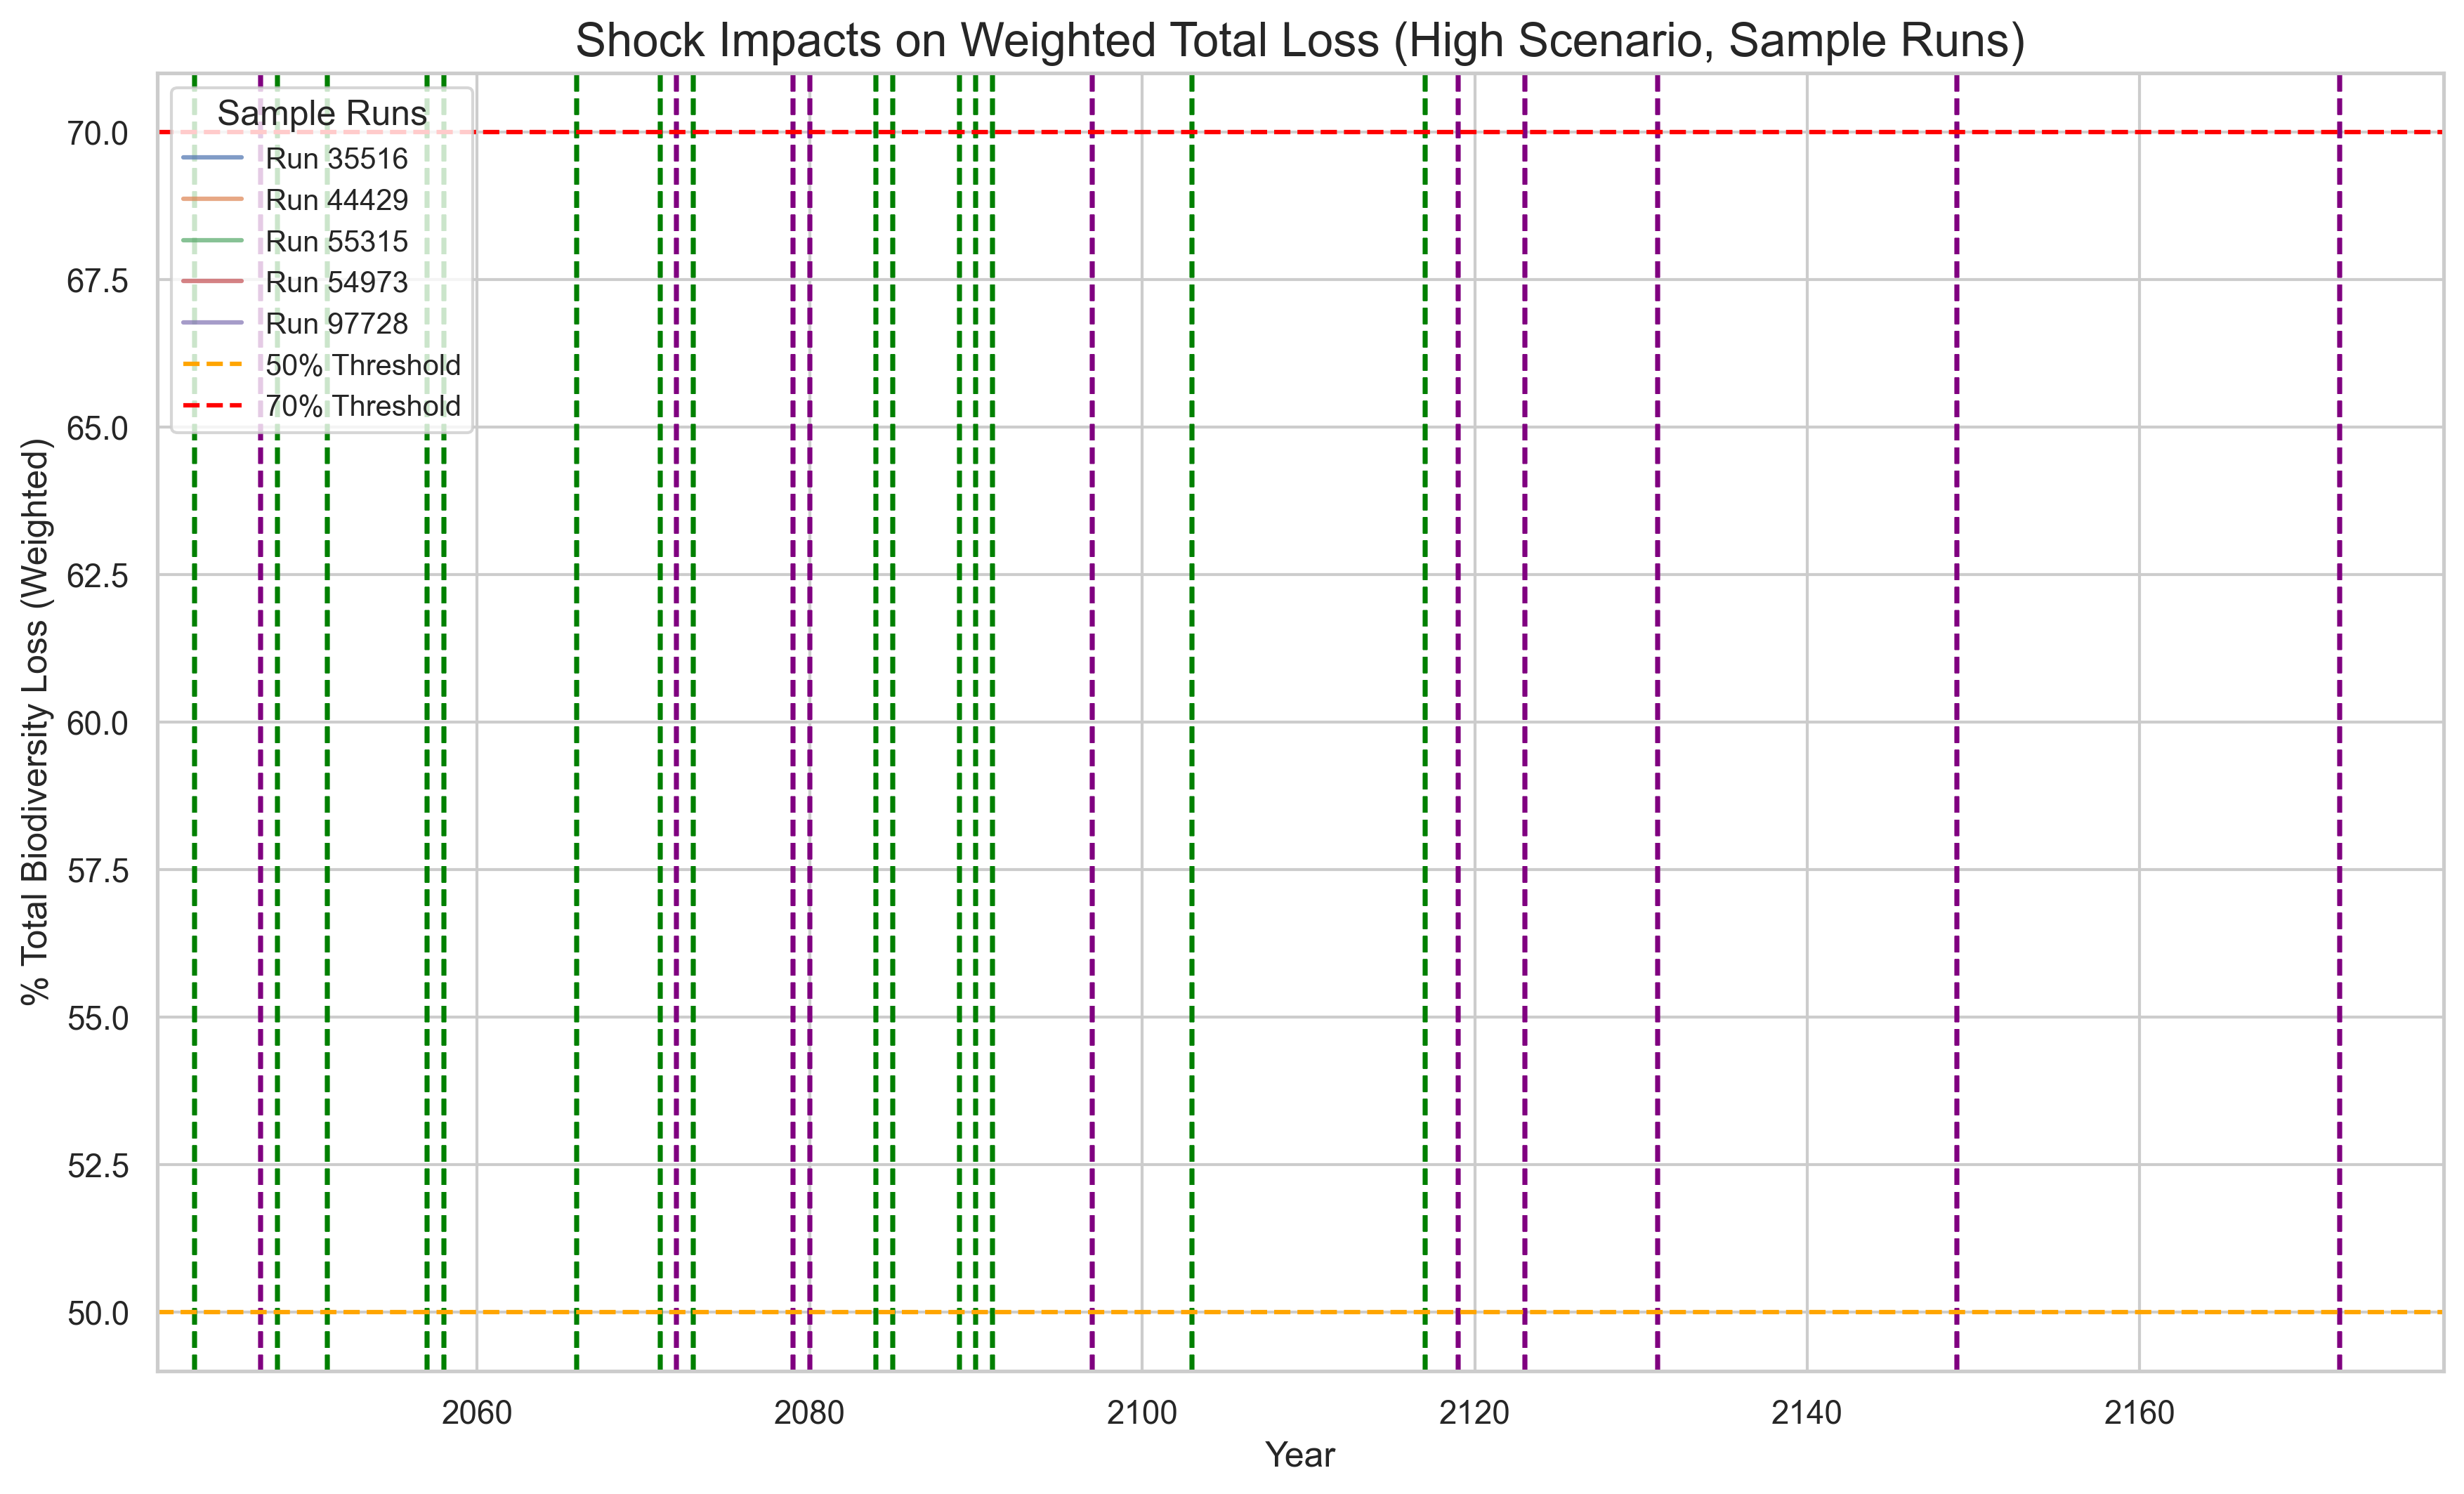 Shock Impacts on Weighted Total Loss (High Scenario, Sample Runs)
Sample Runs
Run 35516
Run 44429
Run 55315
Run 54973
Run 97728
50% Threshold
70% Threshold
% Total Biodiversity Loss (Weighted)
70.0
67.5
65.0
62.5
60.0
57.5
55.0
52.5
50.0
2060 2080 2100 2120 2140 2160
Year